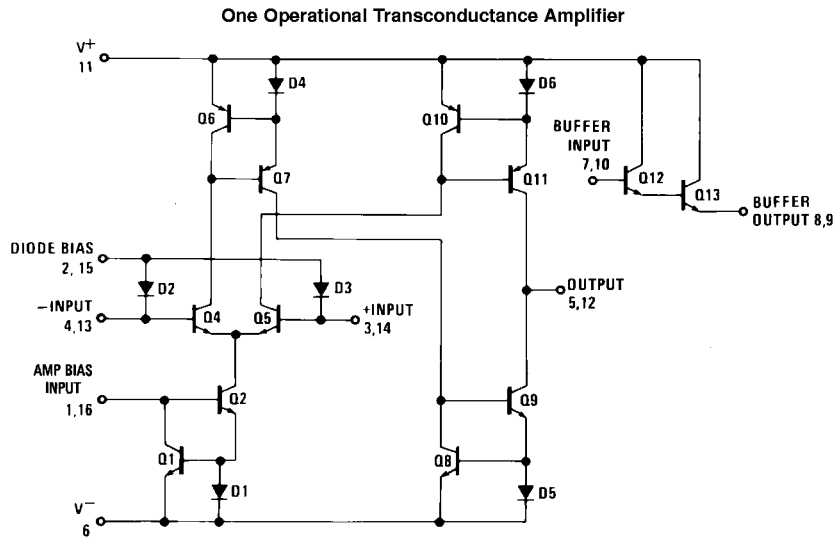 One Operational Transconductance Amplifier
V+
11
D4
D6
Q6
Q10
BUFFER
INPUT
7,10
Q7
Q11
Q12
Q13
BUFFER
OUTPUT 8,9
DIODE BIAS
2, 15
D2
D3
OUTPUT
5,12
—INPUT
4,13
Q4
Q5
+INPUT
3,14
AMP BIAS
INPUT
1,16
Q2
Q9
Q1
Q8
D1
D5
V—
6